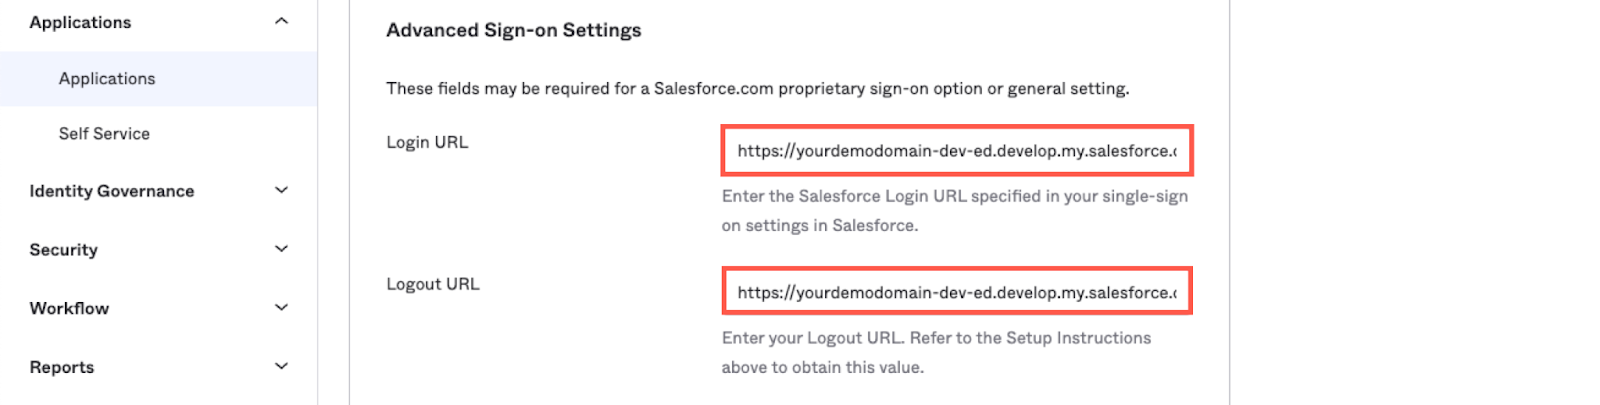 Applications
Applications
Self Service
Identity Governance
Security
Workflow
Reports
Advanced Sign-on Settings
These fields may be required for a Salesforce.com proprietary sign-on option or general setting.
Login URL
https://yourdemodomain-dev-ed.develop.my.salesforce.c
Enter the Salesforce Login URL specified in your single-sign
on settings in Salesforce.
Logout URL
https://yourdemodomain-dev-ed.develop.my.salesforce.c
Enter your Logout URL. Refer to the Setup Instructions
above to obtain this value.